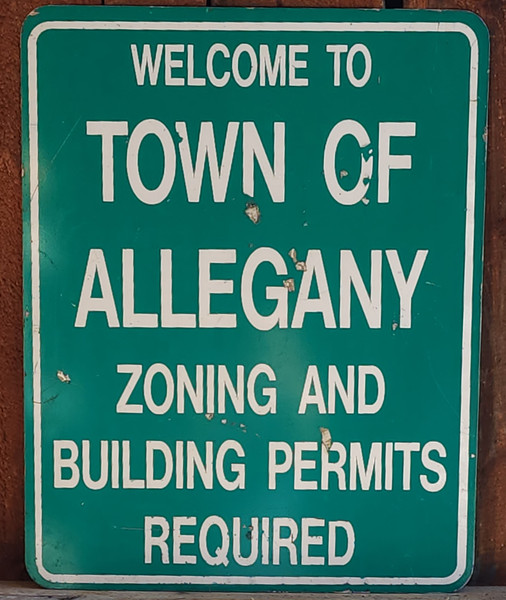 WELCOME TO
TOWN OF
ALLEGANY
ZONING AND
BUILDING PERMITS
REQUIRED